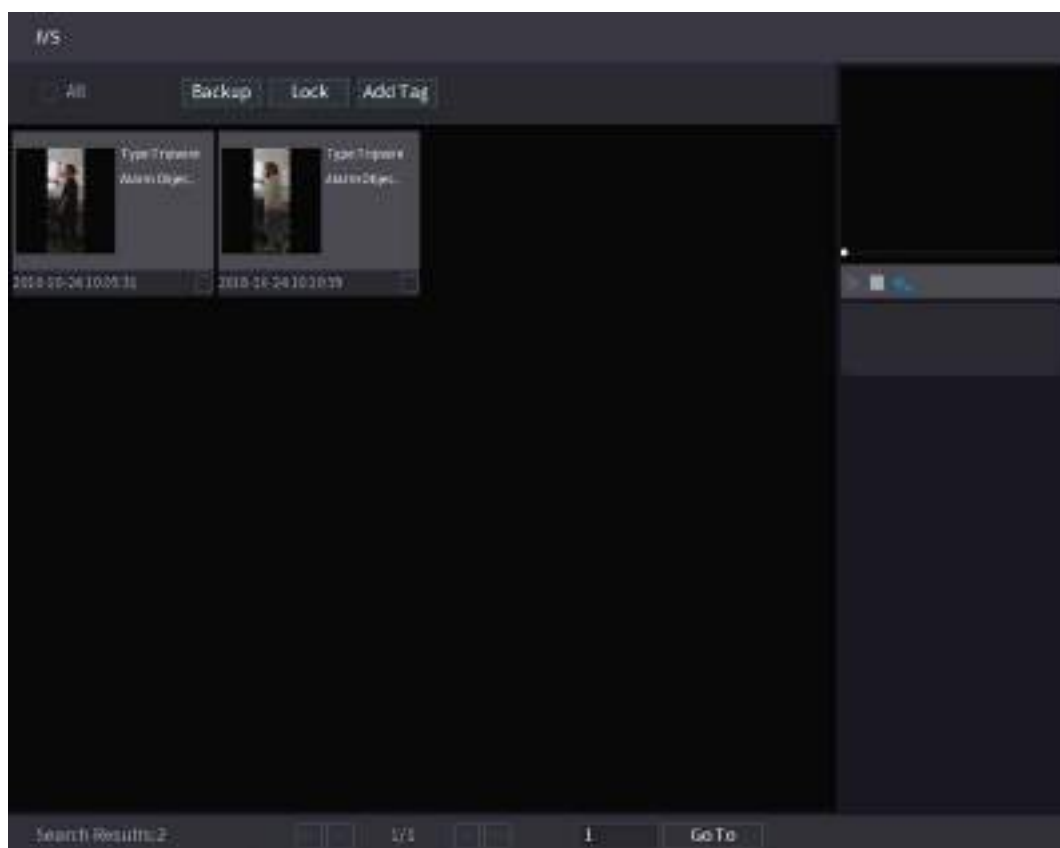 IVS
All
Backup Lock Add Tag
Type:Tripwire
Alarm Objec...
Type:Tripwire
Alarm Objec...
Search Results:2
1/1
1
Go To